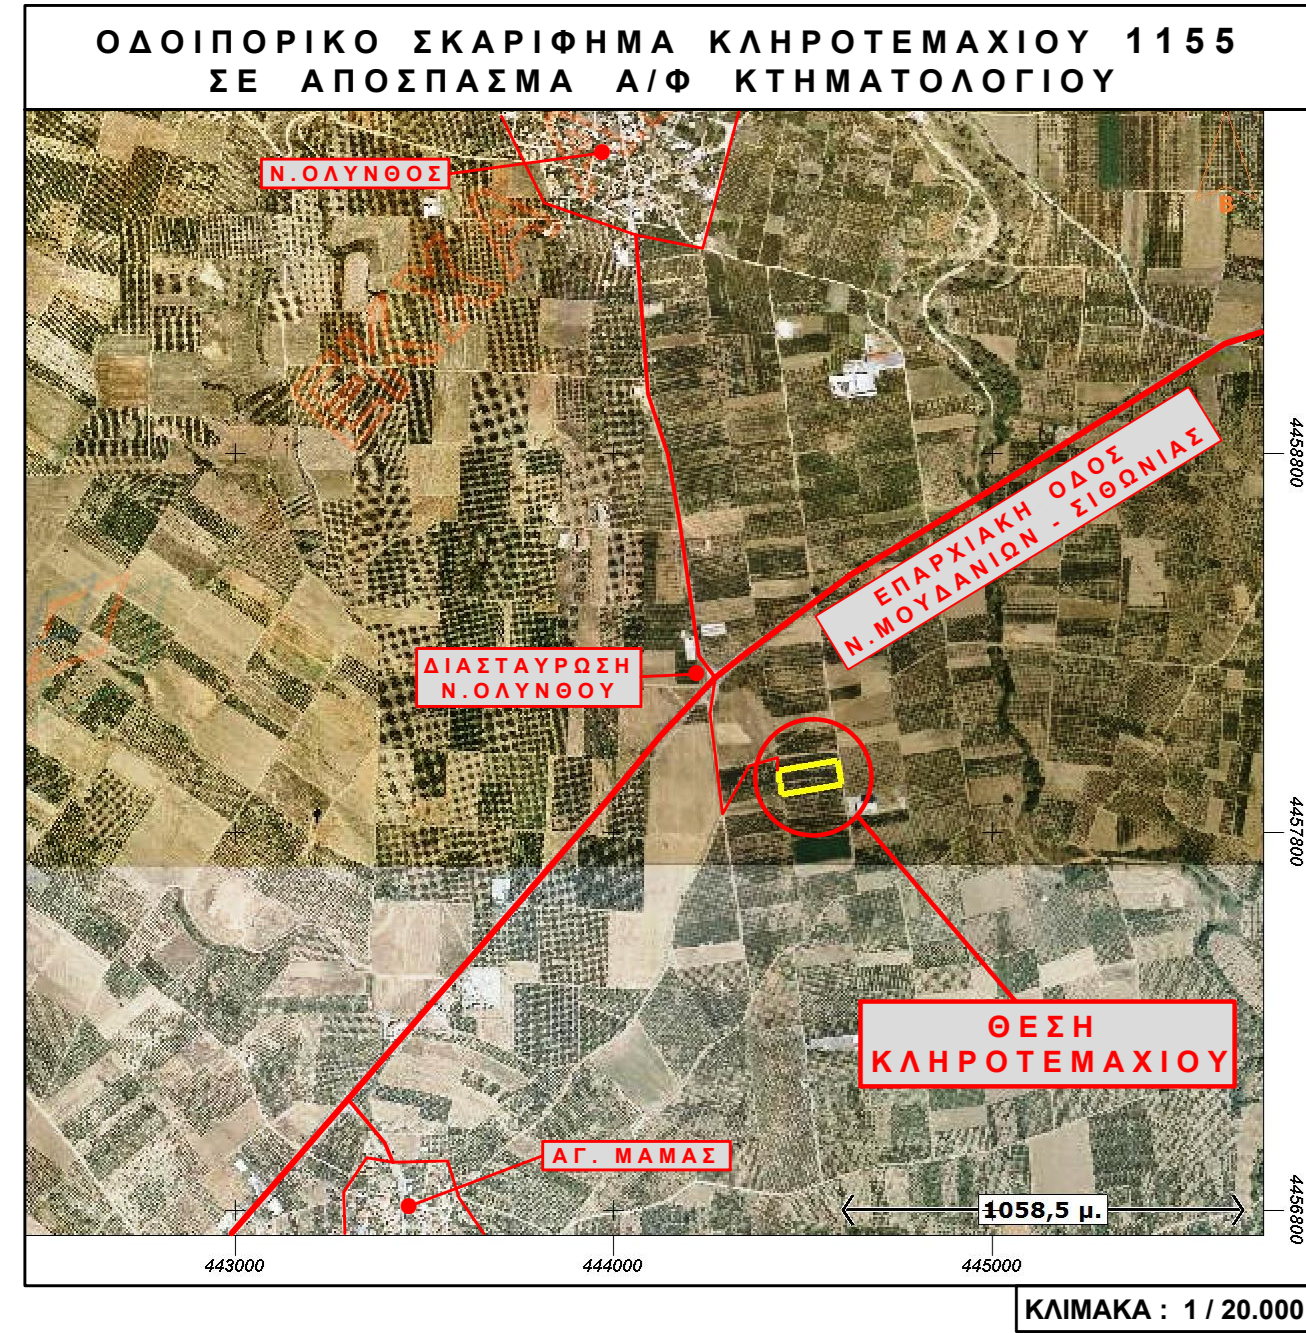 ΟΔΟΙΠΟΡΙΚΟ ΣΚΑΡΙΦΗΜΑ ΚΛΗΡΟΤΕΜΑΧΙΟΥ 1155
ΣΕ ΑΠΟΣΠΑΣΜΑ Α/Φ ΚΤΗΜΑΤΟΛΟΓΙΟΥ
Ν.ΟΛΥΝΘΟΣ
Β
4458800
ΕΠΑΡΧΙΑΚΗ ΟΔΟΣ
Ν.ΜΟΥΔΑΝΙΩΝ - ΣΙΘΩΝΙΑΣ
ΔΙΑΣΤΑΥΡΩΣΗ
Ν.ΟΛΥΝΘΟΥ
4457800
ΘΕΣΗ
ΚΛΗΡΟΤΕΜΑΧΙΟΥ
ΑΓ. ΜΑΜΑΣ
1058,5 μ.
4456800
443000
444000
445000
ΚΛΙΜΑΚΑ : 1 / 20.000